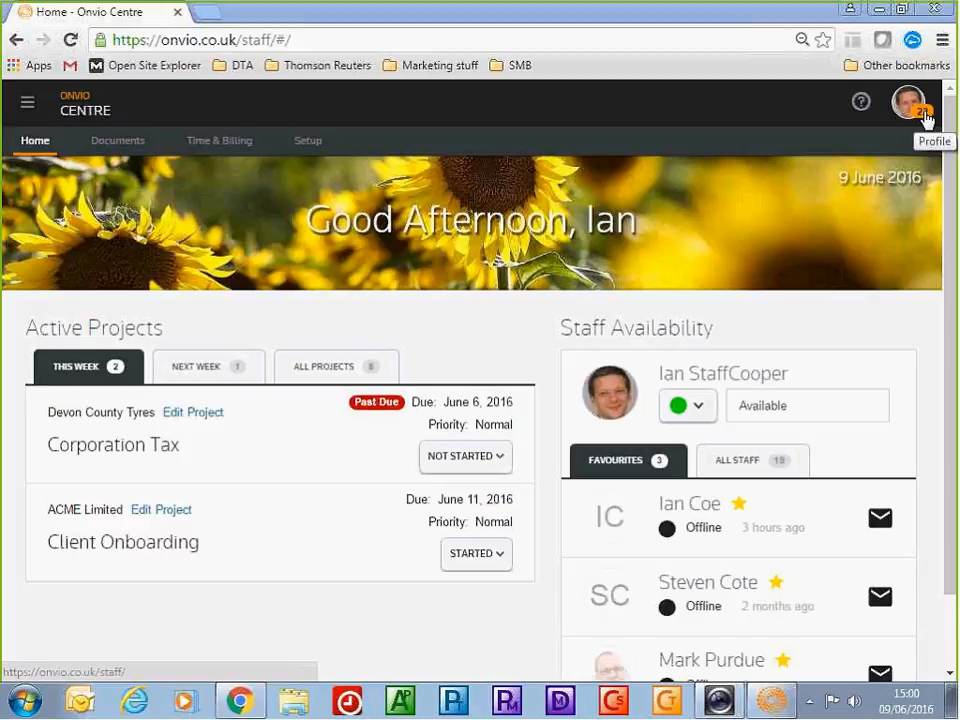 Home - Onvio Centre
https://onvio.co.uk/staff/#/
Apps
Open Site Explorer
DTA
Thomson Reuters
Marketing stuff
SMB
Other bookmarks
ONVIO
CENTRE
Profile
Home
Documents
Time & Billing
Setup
9 June 2016
Good Afternoon, Ian
Active Projects
THIS WEEK 2
NEXT WEEK 1
ALL PROJECTS
Devon County Tyres Edit Project
Past Due Due: June 6, 2016
Priority: Normal
Corporation Tax
NOT STARTED
ACME Limited Edit Project
Due: June 11, 2016
Priority: Normal
Client Onboarding
STARTED
Staff Availability
Ian StaffCooper
Available
FAVOURITES 3
ALL STAFF 19
IC
Ian Coe
Offline 3 hours ago
SC
Steven Cote
Offline 2 months ago
Mark Purdue
https://onvio.co.uk/staff/
15:00
09/06/2016